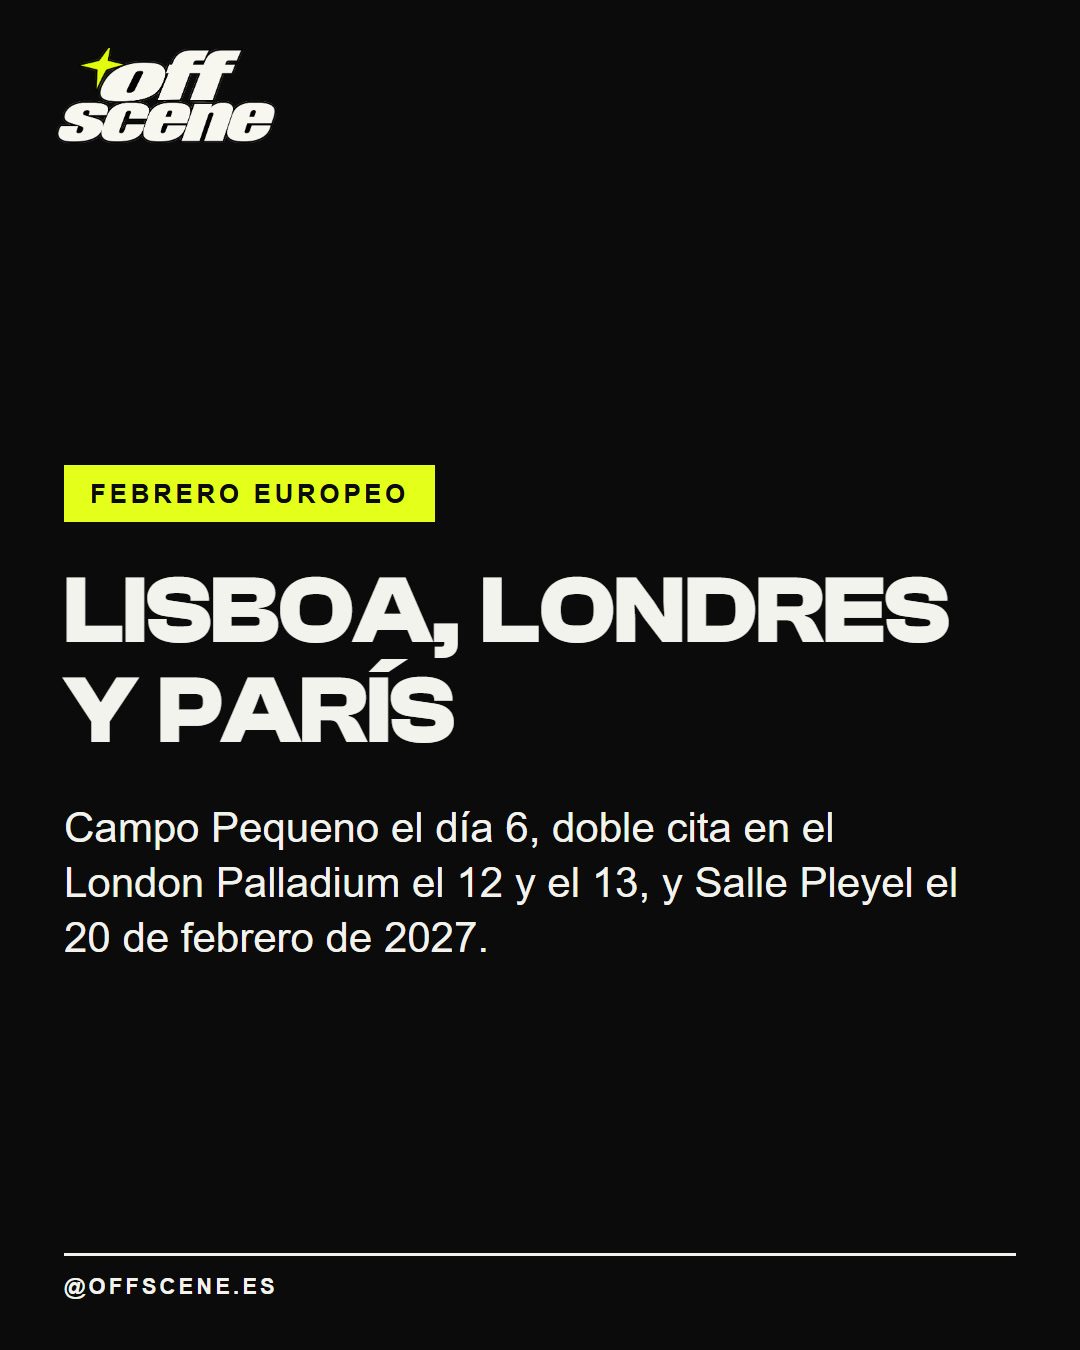 off
scene
FEBRERO EUROPEO
LISBOA, LONDRES
Y PARÍS
Campo Pequeno el día 6, doble cita en el
London Palladium el 12 y el 13, y Salle Pleyel el
20 de febrero de 2027.
@OFFSCENE.ES